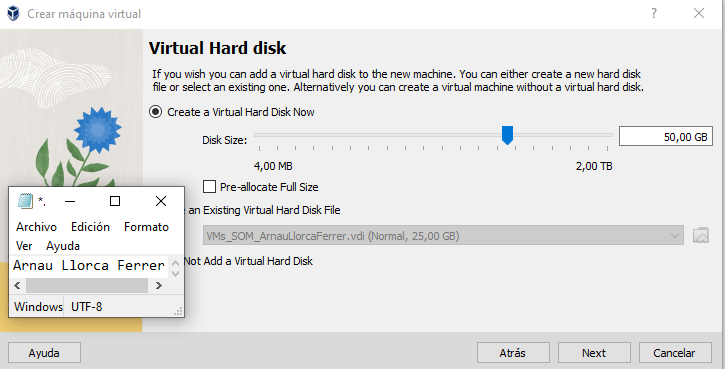 Crear máquina virtual
Virtual Hard disk
If you wish you can add a virtual hard disk to the new machine. You can either create a new hard disk
file or select an existing one. Alternatively you can create a virtual machine without a virtual hard disk.
Create a Virtual Hard Disk Now
Disk Size:
50,00 GB
4,00 MB
2,00 TB
Pre-allocate Full Size
an Existing Virtual Hard Disk File
VMs_SOM_ArnauLlorcaFerrer.vdi (Normal, 25,00 GB)
Not Add a Virtual Hard Disk
*.
Archivo Edición Formato
Ver Ayuda
Arnau Llorca Ferrer
Windows UTF-8
Ayuda
Atrás
Next
Cancelar